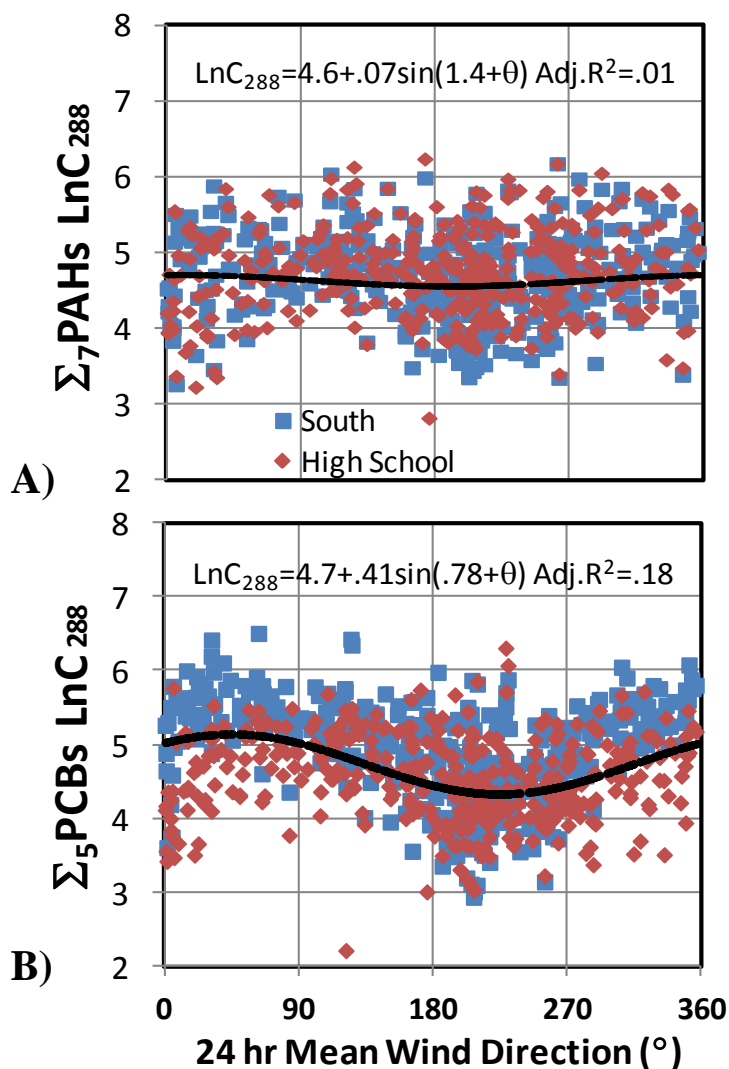 8
LnC₂₈₈=4.6+.07sin(1.4+θ) Adj.R²=.01
7
6
5
4
3
2
Σ₇PAHs LnC₂₈₈
South
High School
A)
8
LnC₂₈₈=4.7+.41sin(.78+θ) Adj.R²=.18
7
6
5
4
3
2
Σ₅PCBs LnC₂₈₈
B)
0 90 180 270 360
24 hr Mean Wind Direction (°)